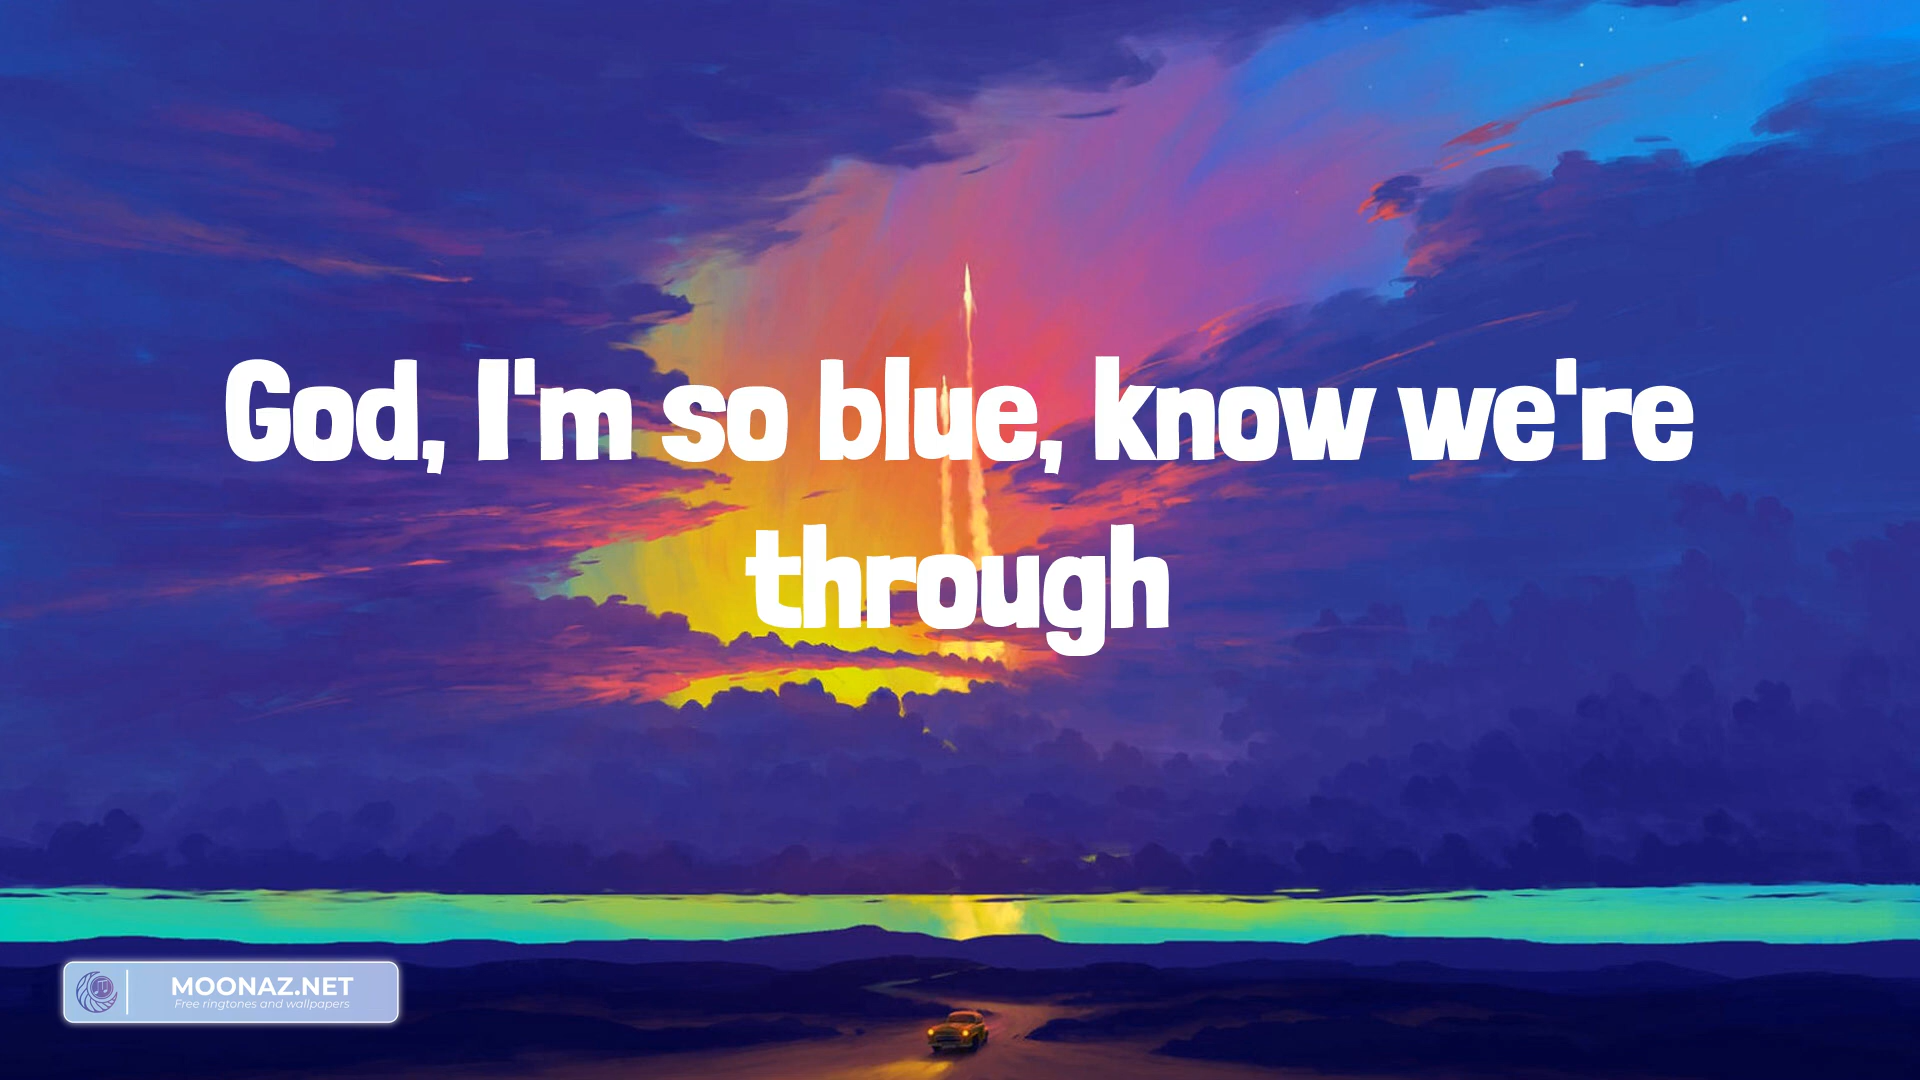 God, I'm so blue, know we're
through
MOONAZ.NET
Free ringtones and wallpapers